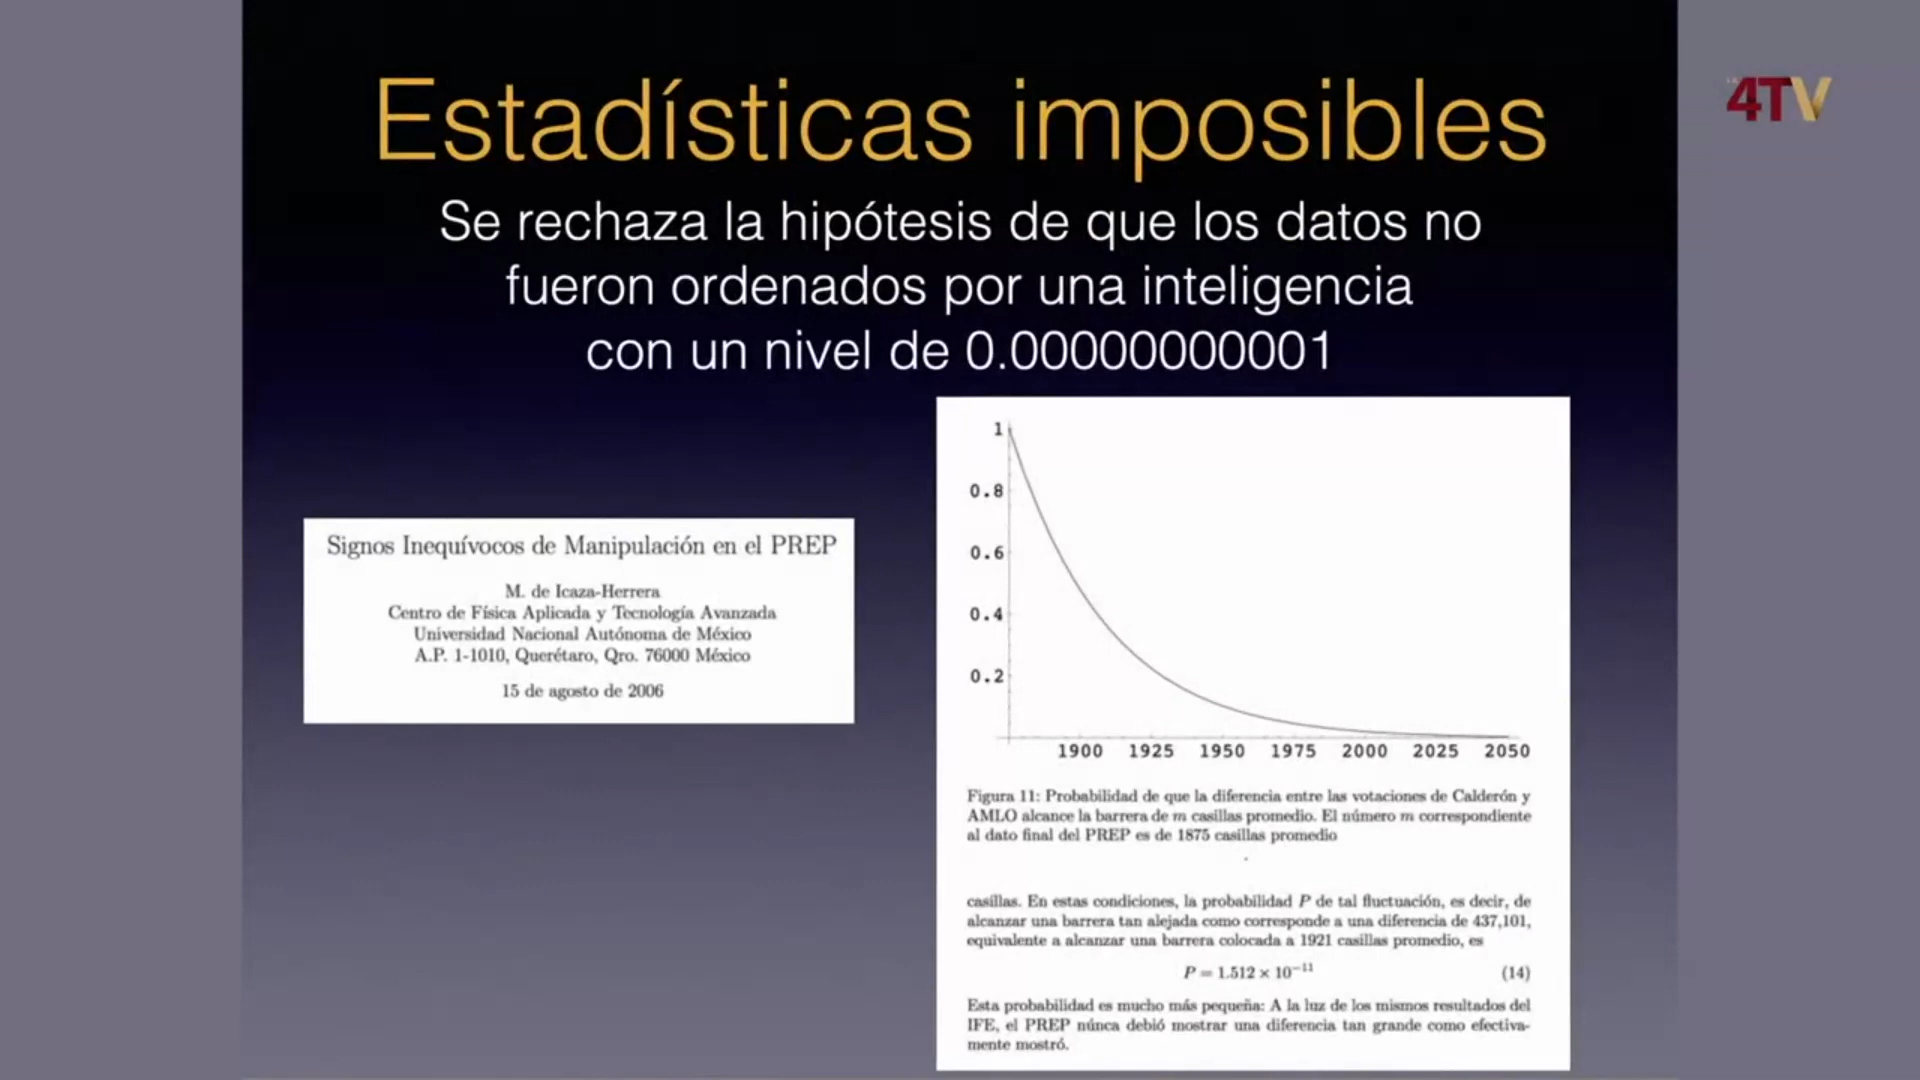 Estadísticas imposibles
4TV
Se rechaza la hipótesis de que los datos no
fueron ordenados por una inteligencia
con un nivel de 0.00000000001
Signos Inequívocos de Manipulación en el PREP
M. de Icaza-Herrera
Centro de Física Aplicada y Tecnología Avanzada
Universidad Nacional Autónoma de México
A.P. 1-1010, Querétaro, Qro. 76000 México
15 de agosto de 2006
1
0.8
0.6
0.4
0.2
1900 1925 1950 1975 2000 2025 2050
Figura 11: Probabilidad de que la diferencia entre las votaciones de Calderón y
AMLO alcance la barrera de m casillas promedio. El número m correspondiente
al dato final del PREP es de 1875 casillas promedio
casillas. En estas condiciones, la probabilidad P de tal fluctuación, es decir, de
alcanzar una barrera tan alejada como corresponde a una diferencia de 437,101,
equivalente a alcanzar una barrera colocada a 1921 casillas promedio, es
P = 1.512 × 10⁻¹¹ (14)
Esta probabilidad es mucho más pequeña: A la luz de los mismos resultados del
IFE, el PREP núnca debió mostrar una diferencia tan grande como efectiva-
mente mostró.